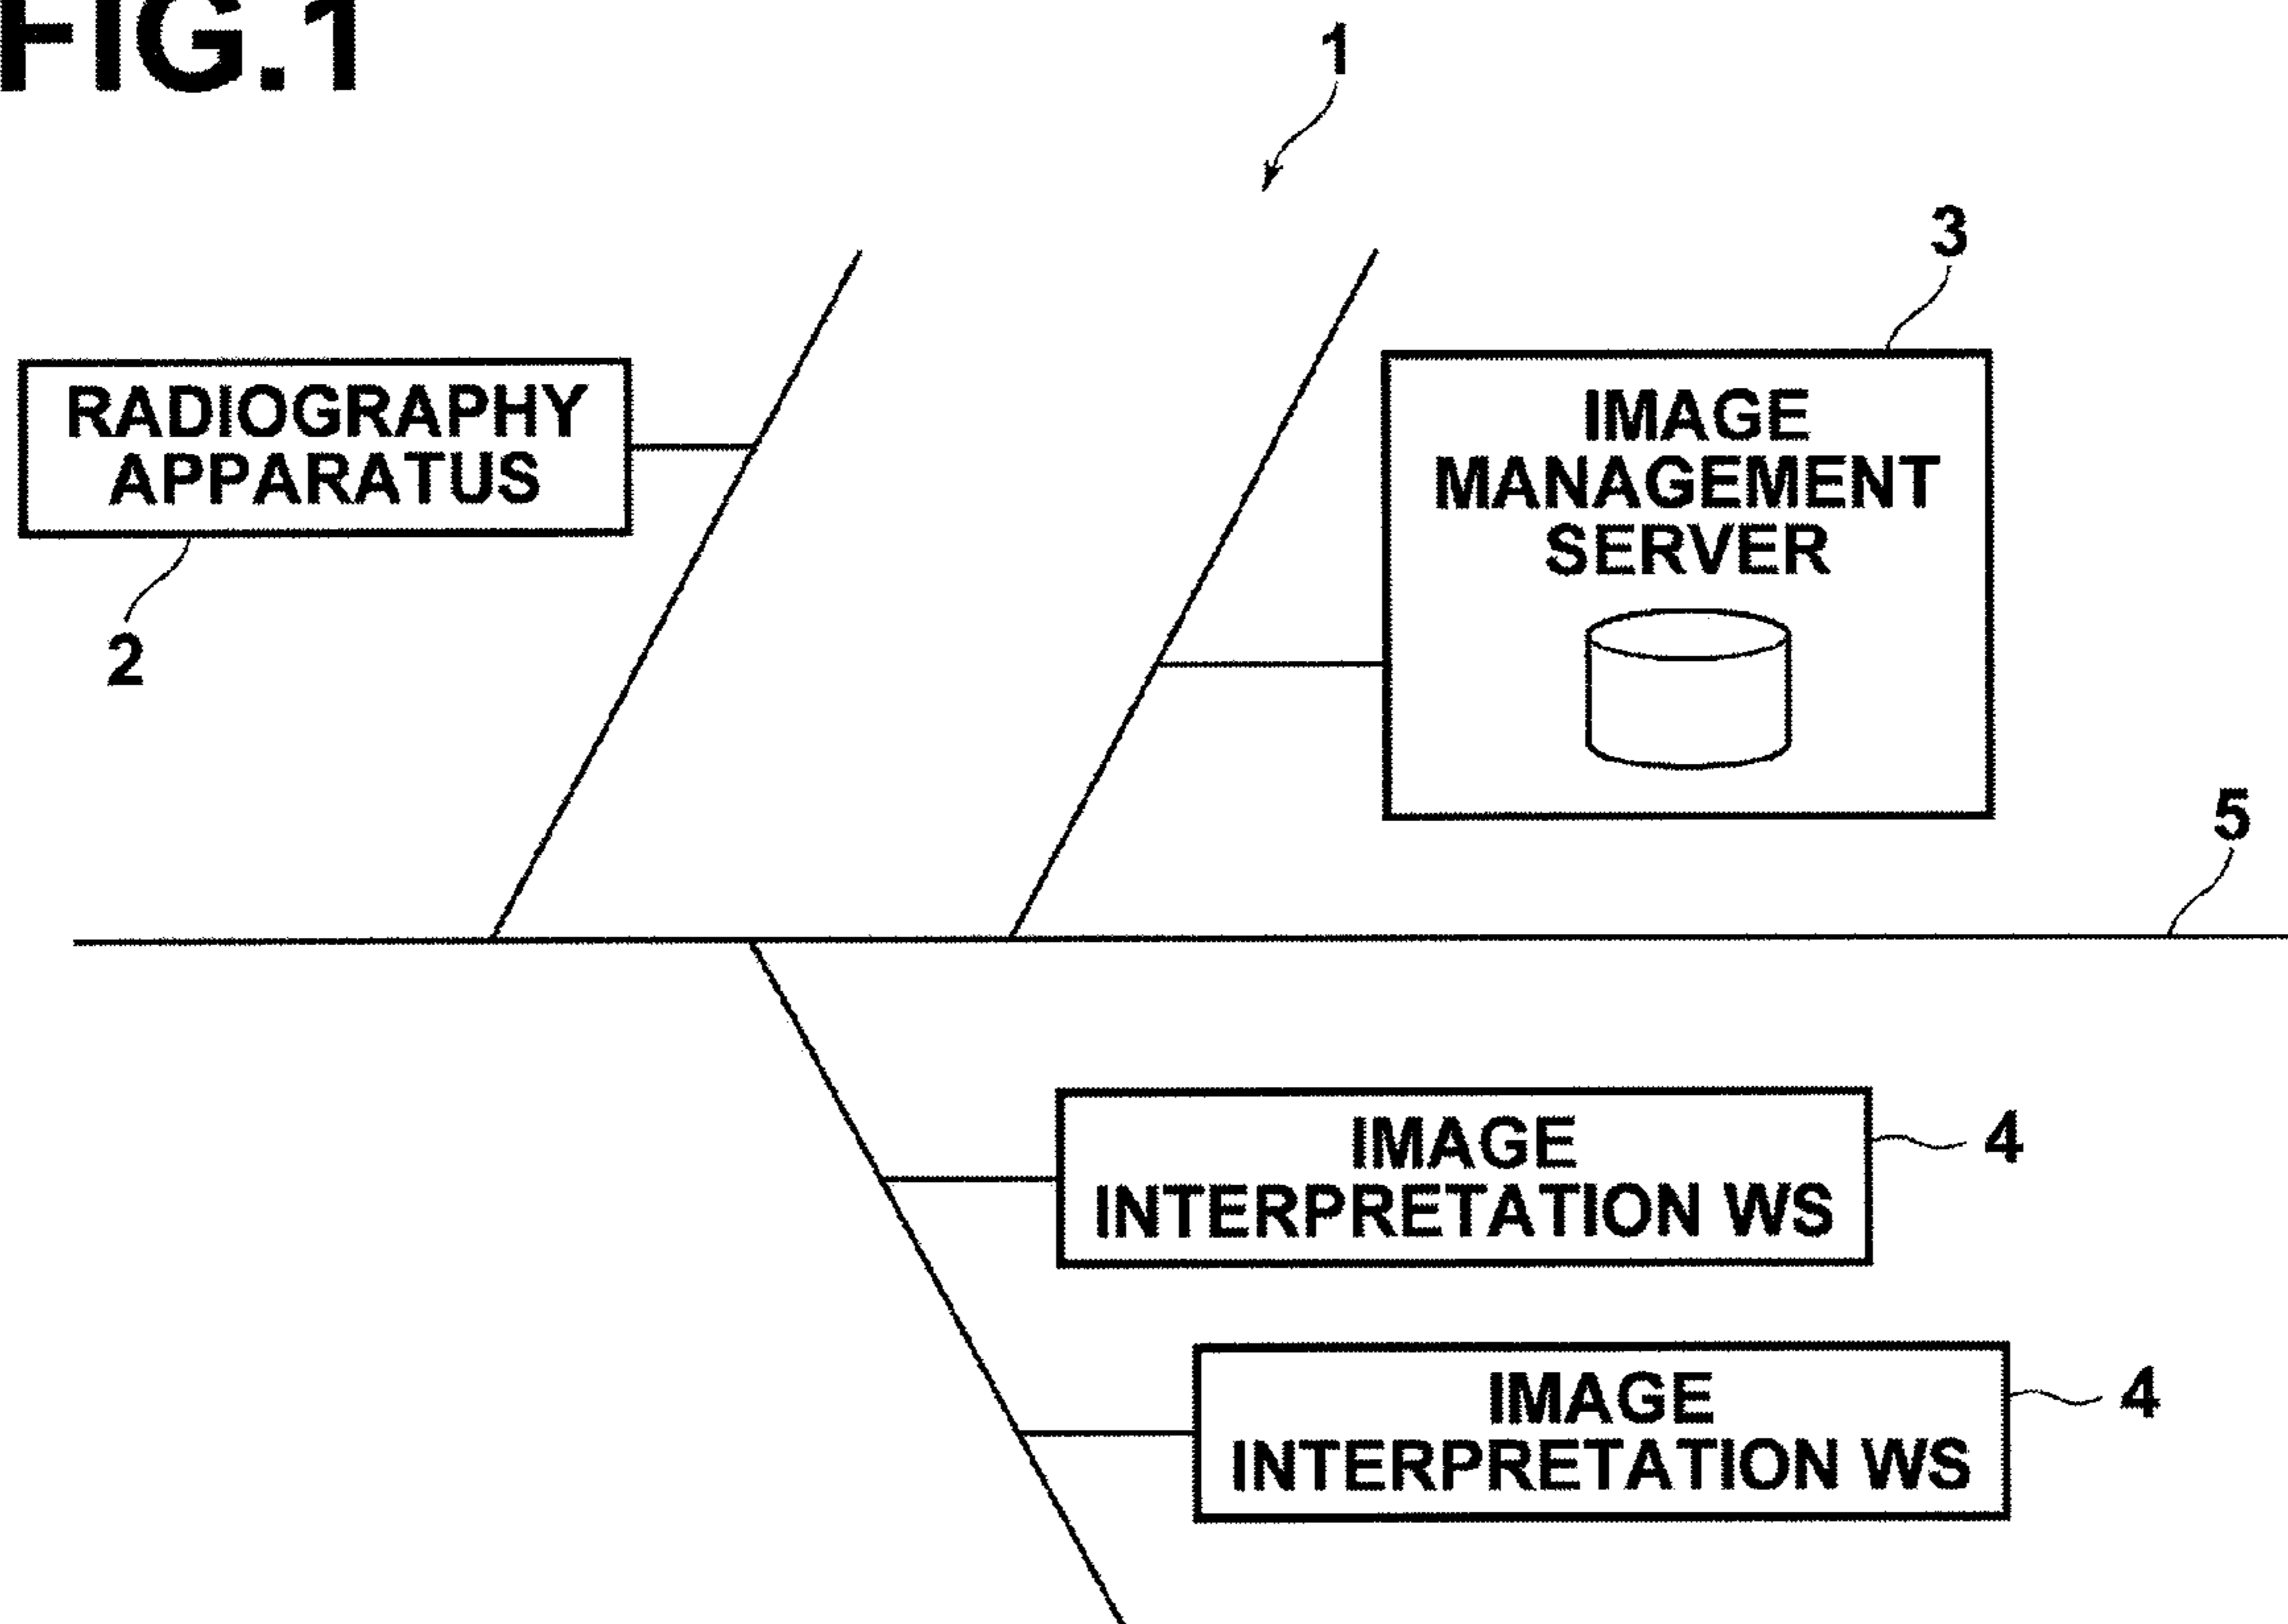 FIG.1
1
3
RADIOGRAPHY
APPARATUS
2
IMAGE
MANAGEMENT
SERVER
5
IMAGE
INTERPRETATION WS
4
IMAGE
INTERPRETATION WS
4